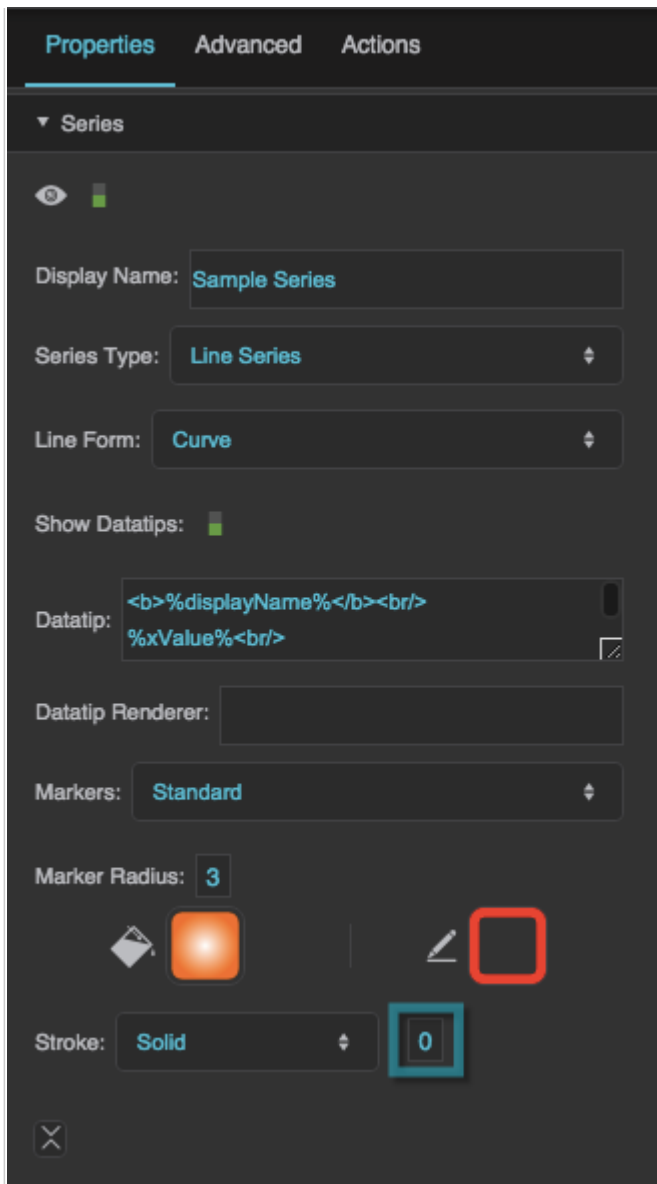 Properties Advanced Actions
Series
Display Name: Sample Series
Series Type: Line Series
Line Form: Curve
Show Datatips:
Datatip: <b>%displayName%</b><br/>
%xValue%<br/>
Datatip Renderer:
Markers: Standard
Marker Radius: 3
Stroke: Solid 0